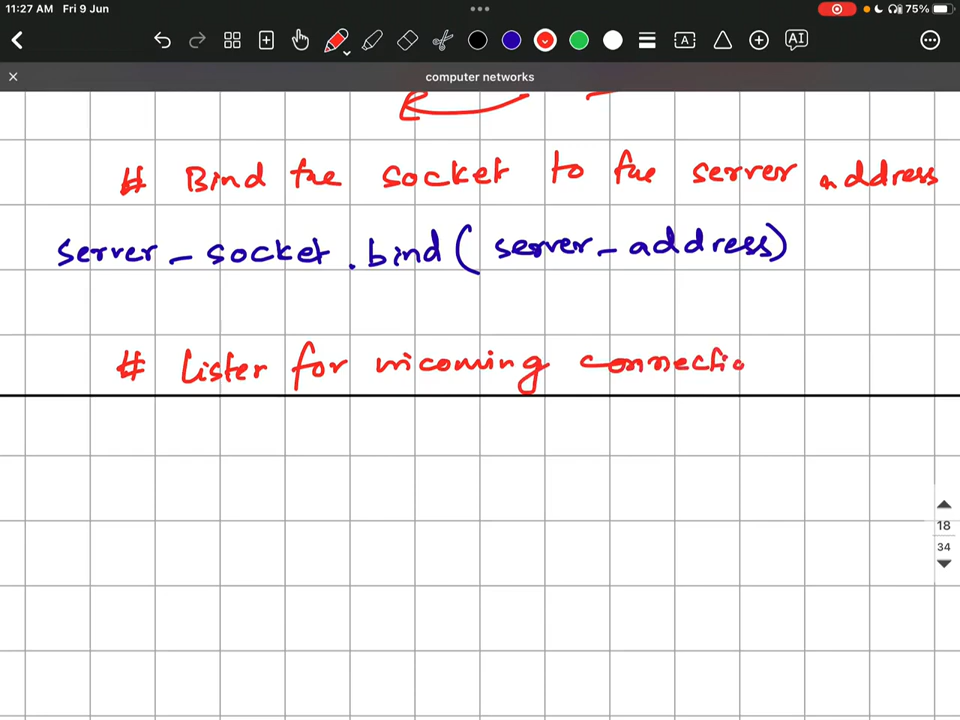 11:27 AM Fri 9 Jun
75%
A
AI
computer networks
# Bind the socket to the server address
server_socket.bind(server_address)
# Listen for incoming connectio
18
34